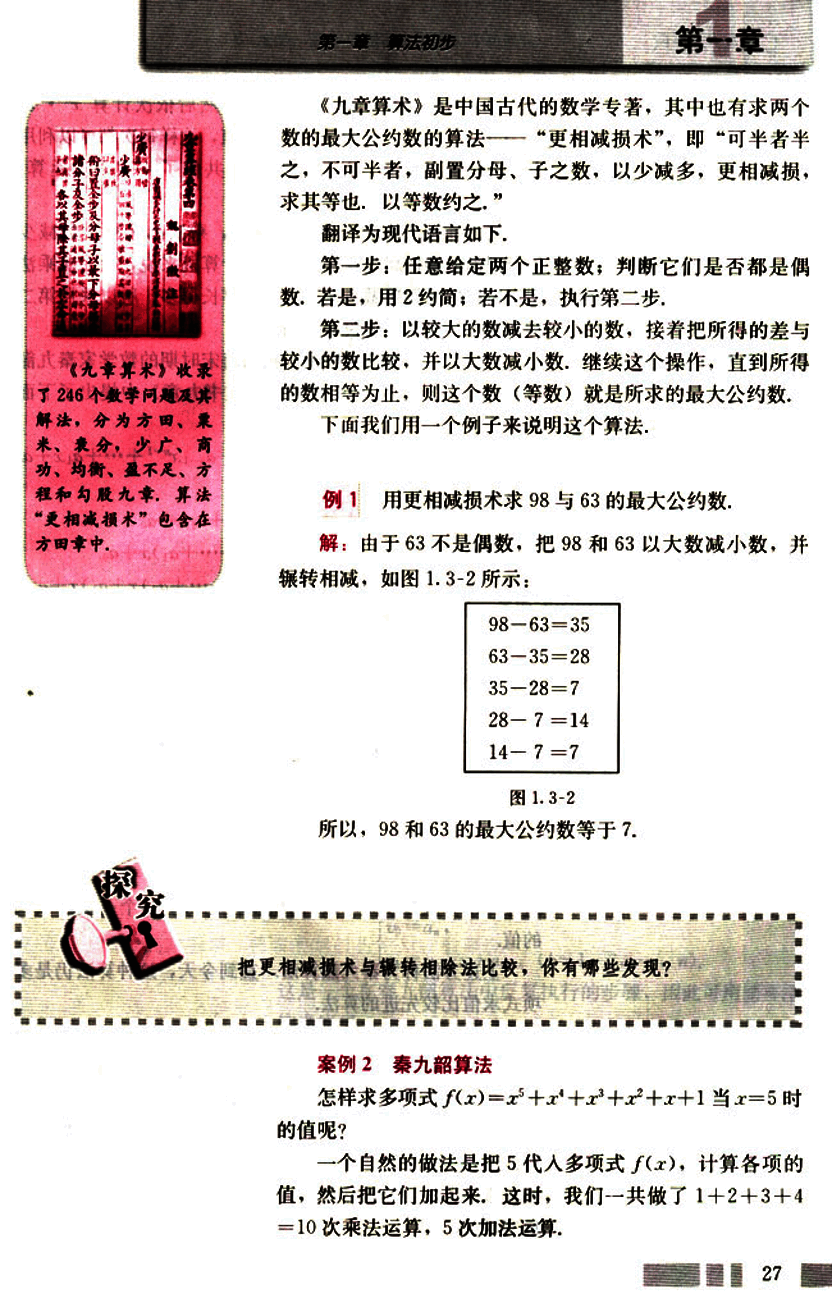 第一章 算法初步
第一章
《九章算术》是中国古代的数学专著，其中也有求两个
数的最大公约数的算法——“更相减损术”，即“可半者半
之，不可半者，副置分母、子之数，以少减多，更相减损，
求其等也. 以等数约之.”
翻译为现代语言如下.
第一步：任意给定两个正整数；判断它们是否都是偶
数. 若是，用2约简；若不是，执行第二步.
第二步：以较大的数减去较小的数，接着把所得的差与
较小的数比较，并以大数减小数. 继续这个操作，直到所得
的数相等为止，则这个数（等数）就是所求的最大公约数.
下面我们用一个例子来说明这个算法.
《九章算术》收录
了246个数学问题及其
解法，分为方田、粟
米、衰分，少广、商
功、均衡、盈不足、方
程和勾股九章. 算法
“更相减损术”包含在
方田章中.
例1 用更相减损术求98与63的最大公约数.
解：由于63不是偶数，把98和63以大数减小数，并
辗转相减，如图1.3-2所示：
98－63＝35
63－35＝28
35－28＝7
28－7＝14
14－7＝7
图1.3-2
所以，98和63的最大公约数等于7.
探究
把更相减损术与辗转相除法比较，你有哪些发现？
案例2 秦九韶算法
怎样求多项式f(x)=x⁵+x⁴+x³+x²+x+1当x=5时
的值呢？
一个自然的做法是把5代入多项式f(x)，计算各项的
值，然后把它们加起来. 这时，我们一共做了1+2+3+4
=10次乘法运算，5次加法运算.
27